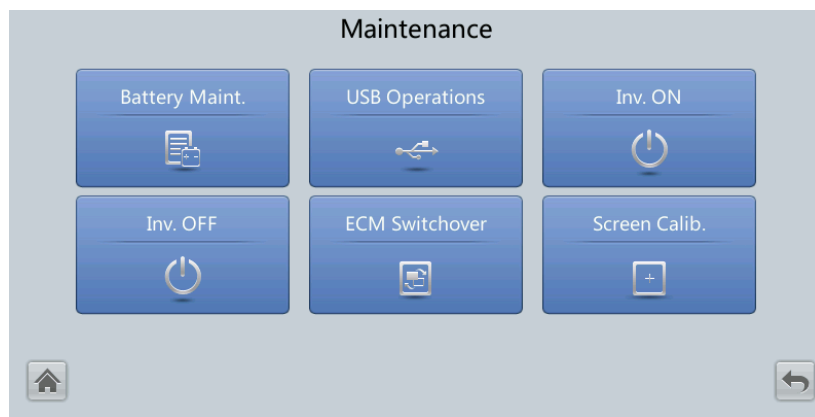 Maintenance
Battery Maint.
USB Operations
Inv. ON
Inv. OFF
ECM Switchover
Screen Calib.